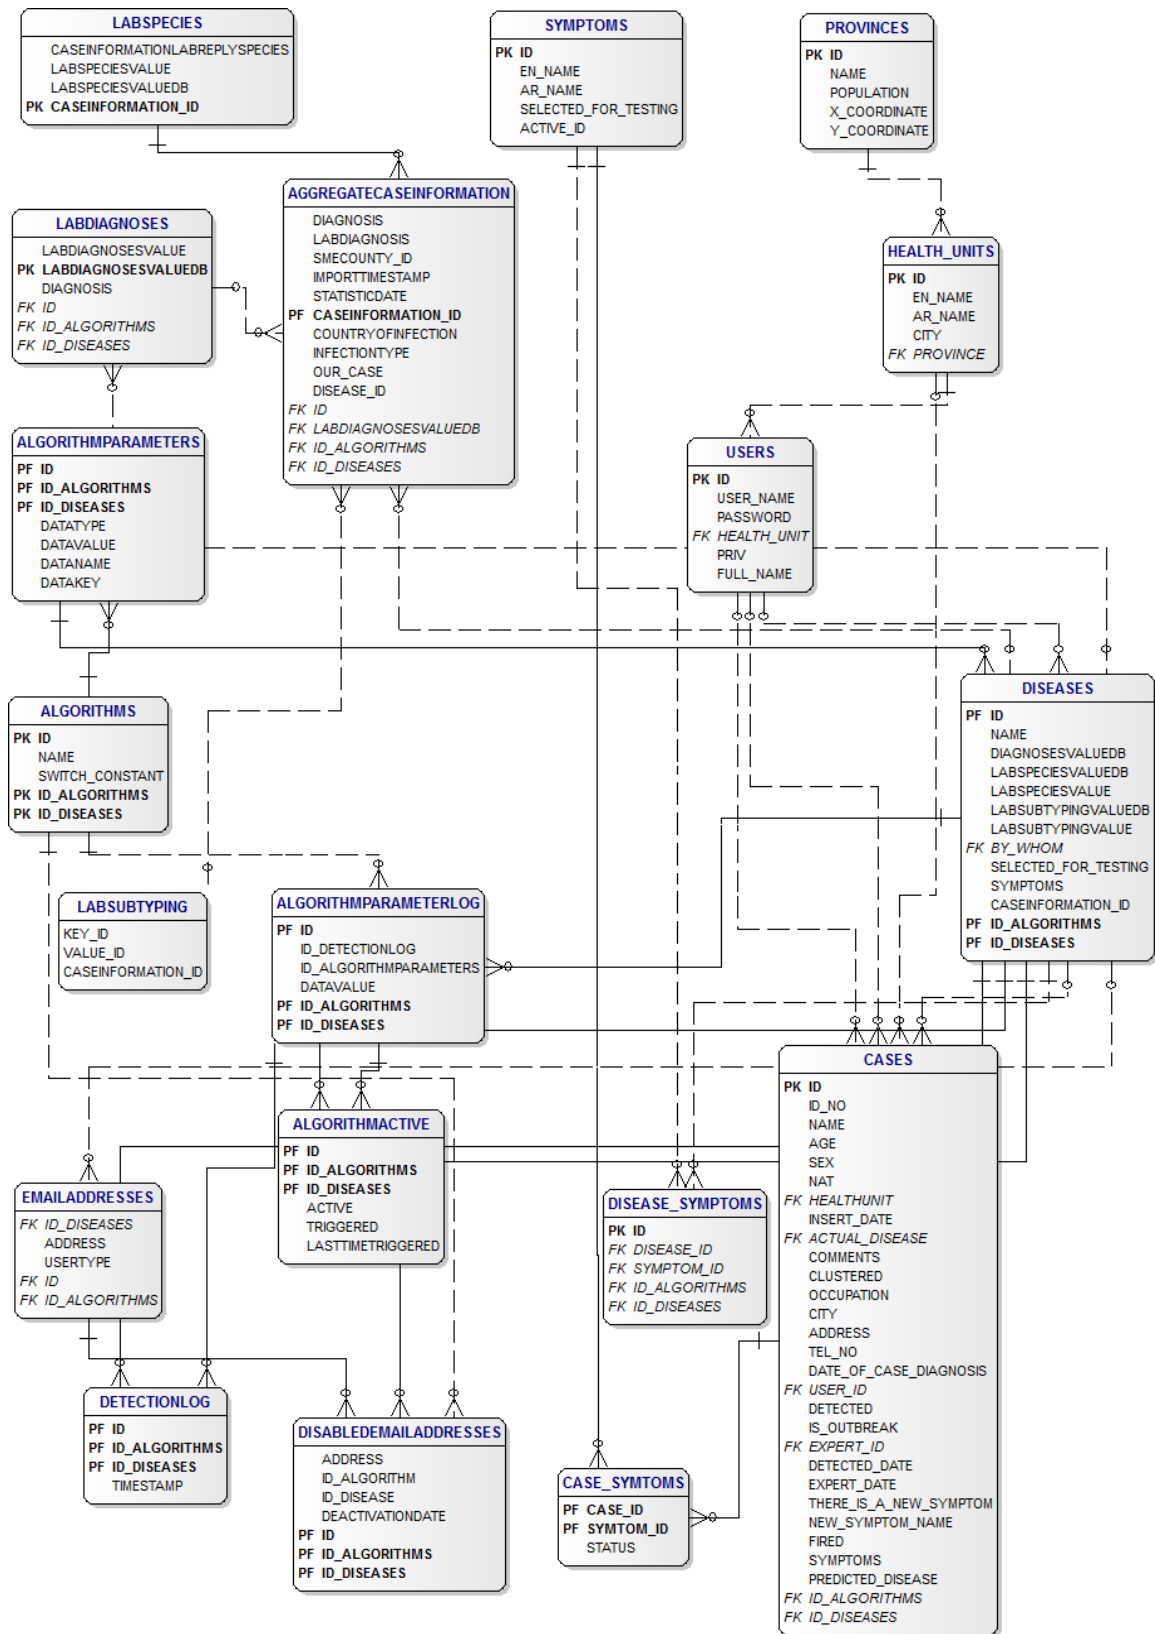 LABSPECIES
CASEINFORMATIONLABREPLYSPECIES
LABSPECIESVALUE
LABSPECIESVALUEDB
PK CASEINFORMATION_ID
SYMPTOMS
PK ID
EN_NAME
AR_NAME
SELECTED_FOR_TESTING
ACTIVE_ID
PROVINCES
PK ID
NAME
POPULATION
X_COORDINATE
Y_COORDINATE
AGGREGATECASEINFORMATION
DIAGNOSIS
LABDIAGNOSIS
SMECOUNTY_ID
IMPORTTIMESTAMP
STATISTICDATE
PF CASEINFORMATION_ID
COUNTRYOFINFECTION
INFECTIONTYPE
OUR_CASE
DISEASE_ID
FK ID
FK LABDIAGNOSESVALUEDB
FK ID_ALGORITHMS
FK ID_DISEASES
LABDIAGNOSES
LABDIAGNOSESVALUE
PK LABDIAGNOSESVALUEDB
DIAGNOSIS
FK ID
FK ID_ALGORITHMS
FK ID_DISEASES
HEALTH_UNITS
PK ID
EN_NAME
AR_NAME
CITY
FK PROVINCE
ALGORITHMPARAMETERS
PF ID
PF ID_ALGORITHMS
PF ID_DISEASES
DATATYPE
DATAVALUE
DATANAME
DATAKEY
USERS
PK ID
USER_NAME
PASSWORD
FK HEALTH_UNIT
PRIV
FULL_NAME
ALGORITHMS
PK ID
NAME
SWITCH_CONSTANT
PK ID_ALGORITHMS
PK ID_DISEASES
DISEASES
PF ID
NAME
DIAGNOSESVALUEDB
LABSPECIESVALUEDB
LABSPECIESVALUE
LABSUBTYPINGVALUEDB
LABSUBTYPINGVALUE
FK BY_WHOM
SELECTED_FOR_TESTING
SYMPTOMS
CASEINFORMATION_ID
PF ID_ALGORITHMS
PF ID_DISEASES
LABSUBTYPING
KEY_ID
VALUE_ID
CASEINFORMATION_ID
ALGORITHMPARAMETERLOG
PF ID
ID_DETECTIONLOG
ID_ALGORITHMPARAMETERS
DATAVALUE
PF ID_ALGORITHMS
PF ID_DISEASES
CASES
PK ID
ID_NO
NAME
AGE
SEX
NAT
FK HEALTHUNIT
INSERT_DATE
FK ACTUAL_DISEASE
COMMENTS
CLUSTERED
OCCUPATION
CITY
ADDRESS
TEL_NO
DATE_OF_CASE_DIAGNOSIS
FK USER_ID
DETECTED
IS_OUTBREAK
FK EXPERT_ID
DETECTED_DATE
EXPERT_DATE
THERE_IS_A_NEW_SYMPTOM
NEW_SYMPTOM_NAME
FIRED
SYMPTOMS
PREDICTED_DISEASE
FK ID_ALGORITHMS
FK ID_DISEASES
ALGORITHMACTIVE
PF ID
PF ID_ALGORITHMS
PF ID_DISEASES
ACTIVE
TRIGGERED
LASTTIMETRIGGERED
EMAILADDRESSES
FK ID_DISEASES
ADDRESS
USERTYPE
FK ID
FK ID_ALGORITHMS
DISEASE_SYMPTOMS
PK ID
FK DISEASE_ID
FK SYMPTOM_ID
FK ID_ALGORITHMS
FK ID_DISEASES
DETECTIONLOG
PF ID
PF ID_ALGORITHMS
PF ID_DISEASES
TIMESTAMP
DISABLEDEMAILADDRESSES
ADDRESS
ID_ALGORITHM
ID_DISEASE
DEACTIVATIONDATE
PF ID
PF ID_ALGORITHMS
PF ID_DISEASES
CASE_SYMTOMS
PF CASE_ID
PF SYMTOM_ID
STATUS